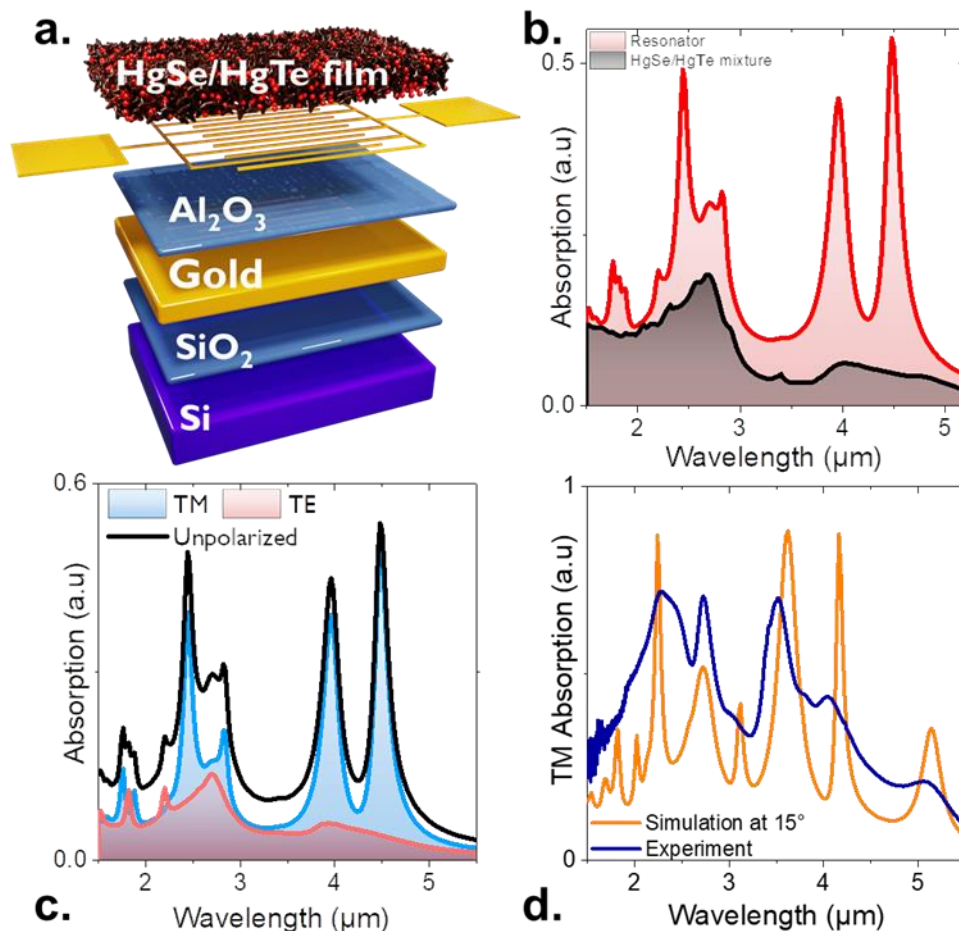 a.
HgSe/HgTe film
Al₂O₃
Gold
SiO₂
Si
b.
Resonator
HgSe/HgTe mixture
0.5
0.0
Absorption (a.u)
2
3
4
5
Wavelength (µm)
0.6
TM
TE
Unpolarized
0.0
Absorption (a.u)
2
3
4
5
Wavelength (µm)
c.
1
Simulation at 15°
Experiment
0
TM Absorption (a.u)
2
3
4
5
Wavelength (µm)
d.